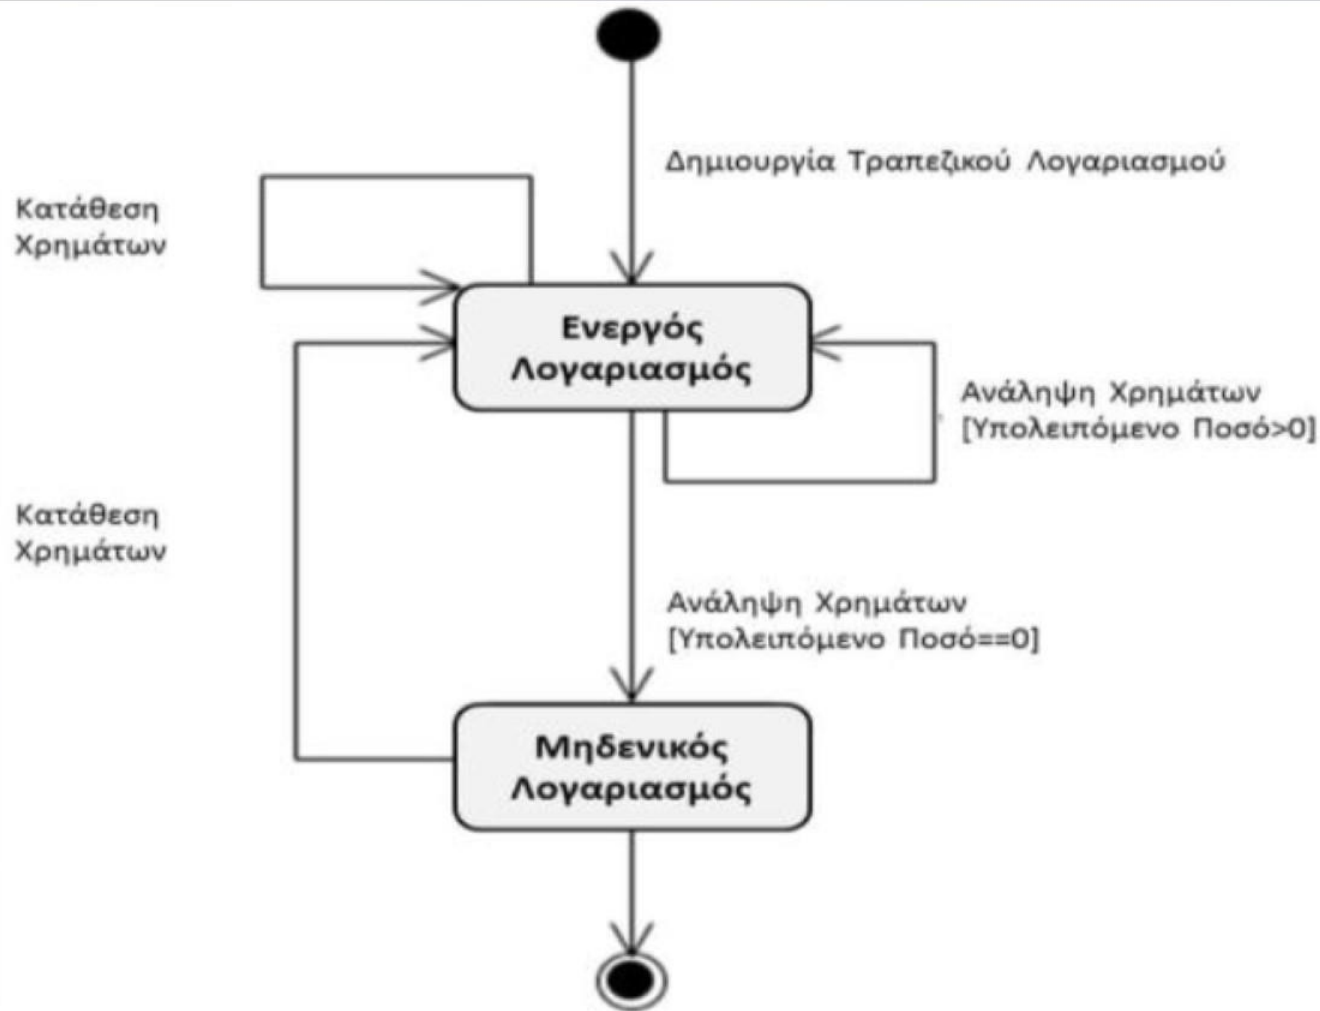 Δημιουργία Τραπεζικού Λογαριασμού
Κατάθεση
Χρημάτων
Ενεργός
Λογαριασμός
Ανάληψη Χρημάτων
[Υπολειπόμενο Ποσό>0]
Κατάθεση
Χρημάτων
Ανάληψη Χρημάτων
[Υπολειπόμενο Ποσό==0]
Μηδενικός
Λογαριασμός